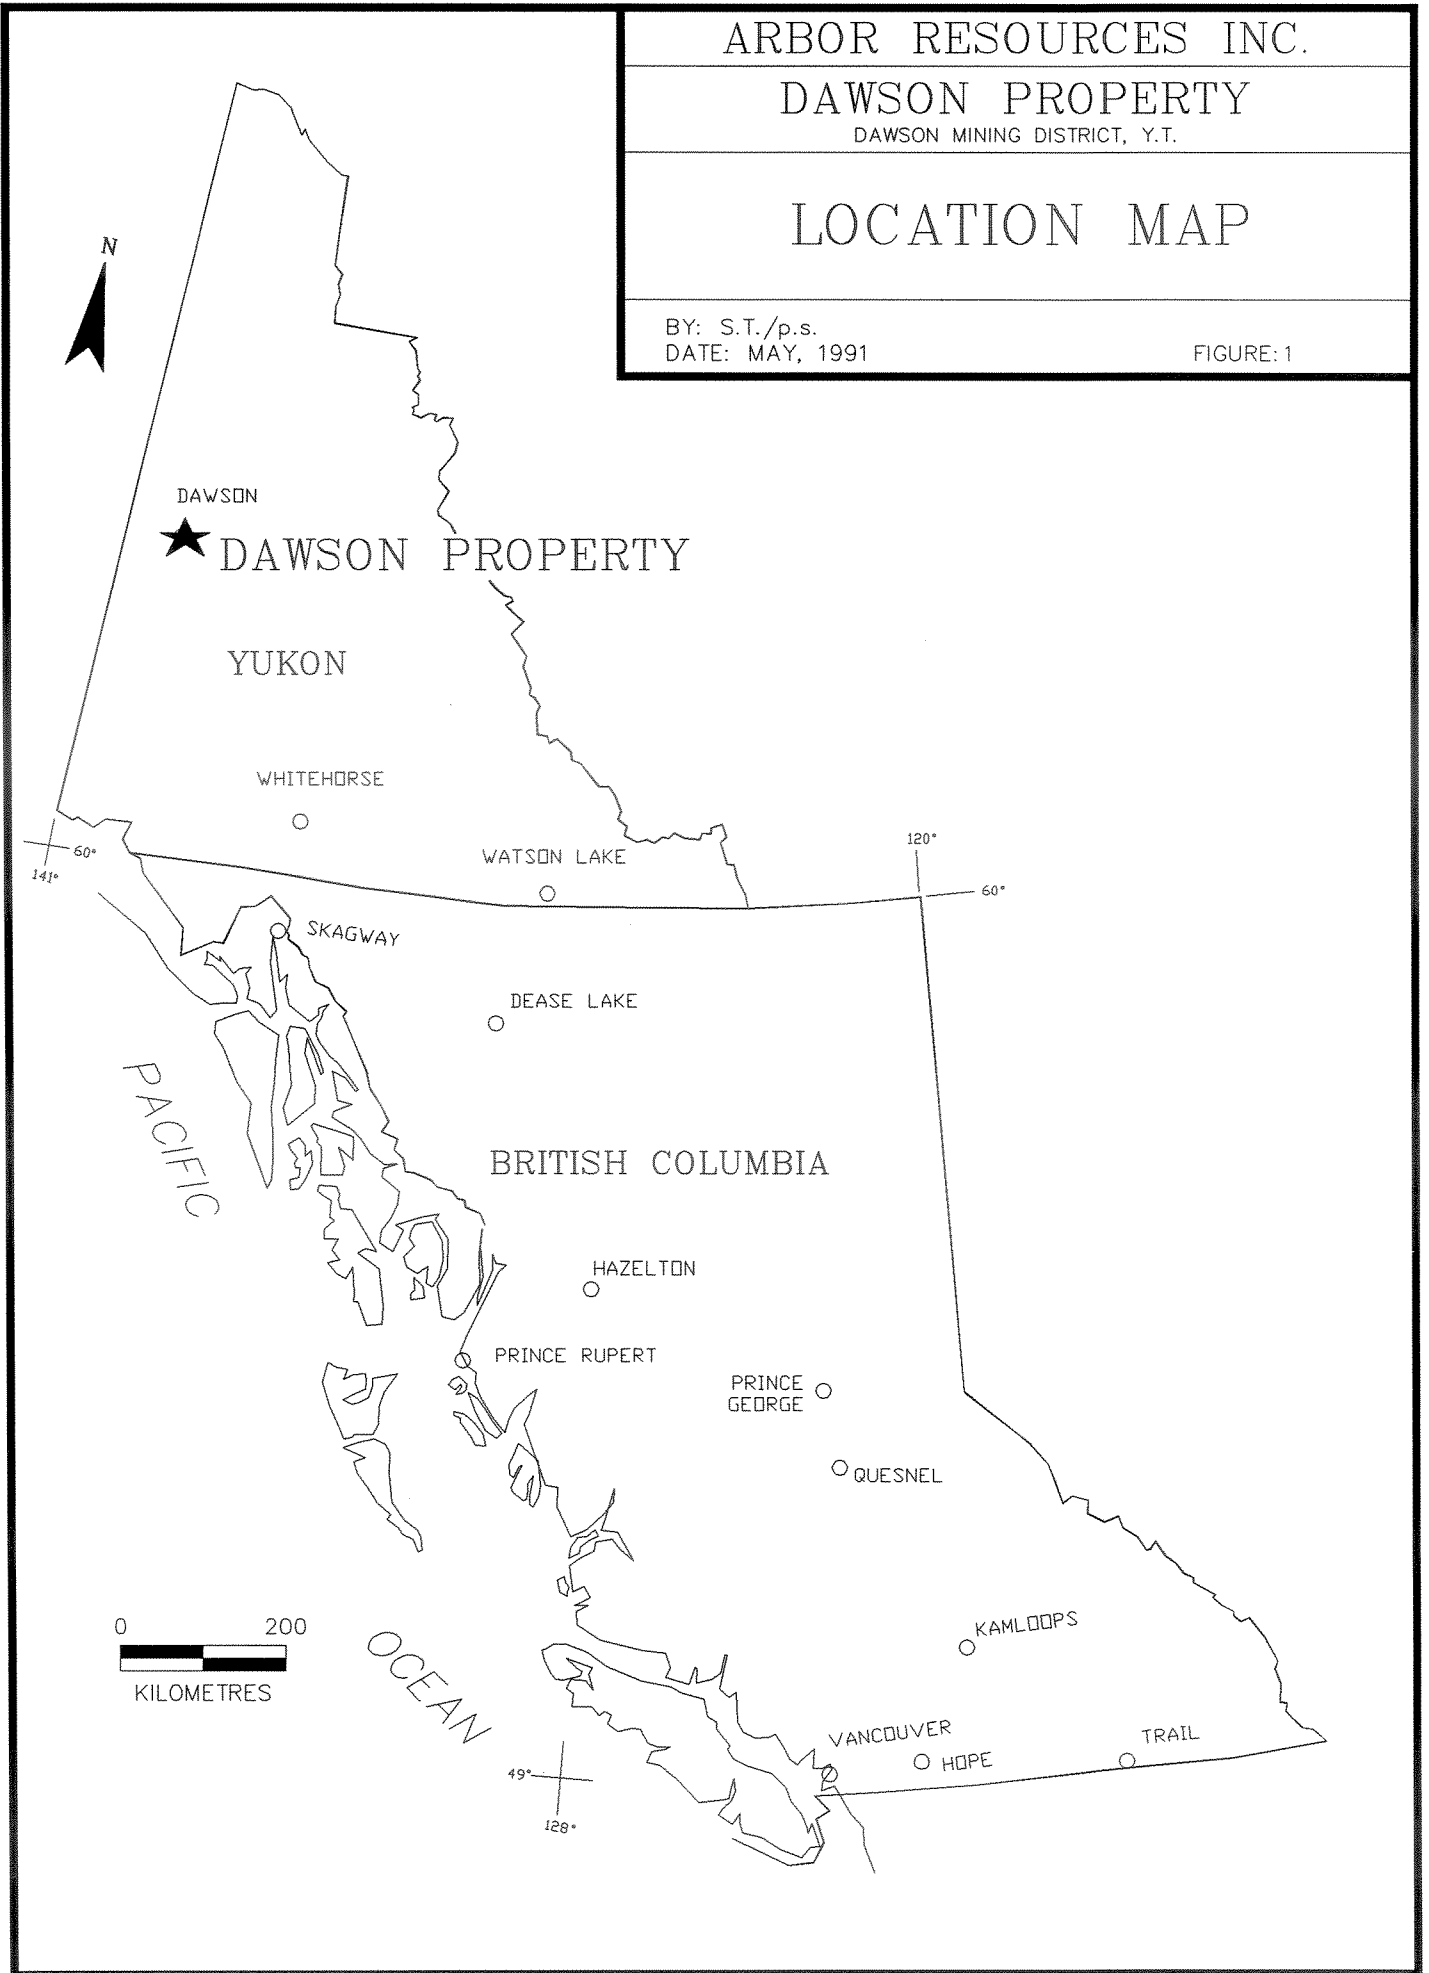 ARBOR RESOURCES INC.
DAWSON PROPERTY
DAWSON MINING DISTRICT, Y.T.
LOCATION MAP
BY: S.T./p.s.
DATE: MAY, 1991
FIGURE: 1
N
DAWSON
DAWSON PROPERTY
YUKON
WHITEHORSE
WATSON LAKE
120°
60°
141°
60°
SKAGWAY
DEASE LAKE
PACIFIC
BRITISH COLUMBIA
HAZELTON
PRINCE RUPERT
PRINCE
GEORGE
QUESNEL
KAMLOOPS
0 200
KILOMETRES
OCEAN
VANCOUVER
HOPE
TRAIL
49°
128°